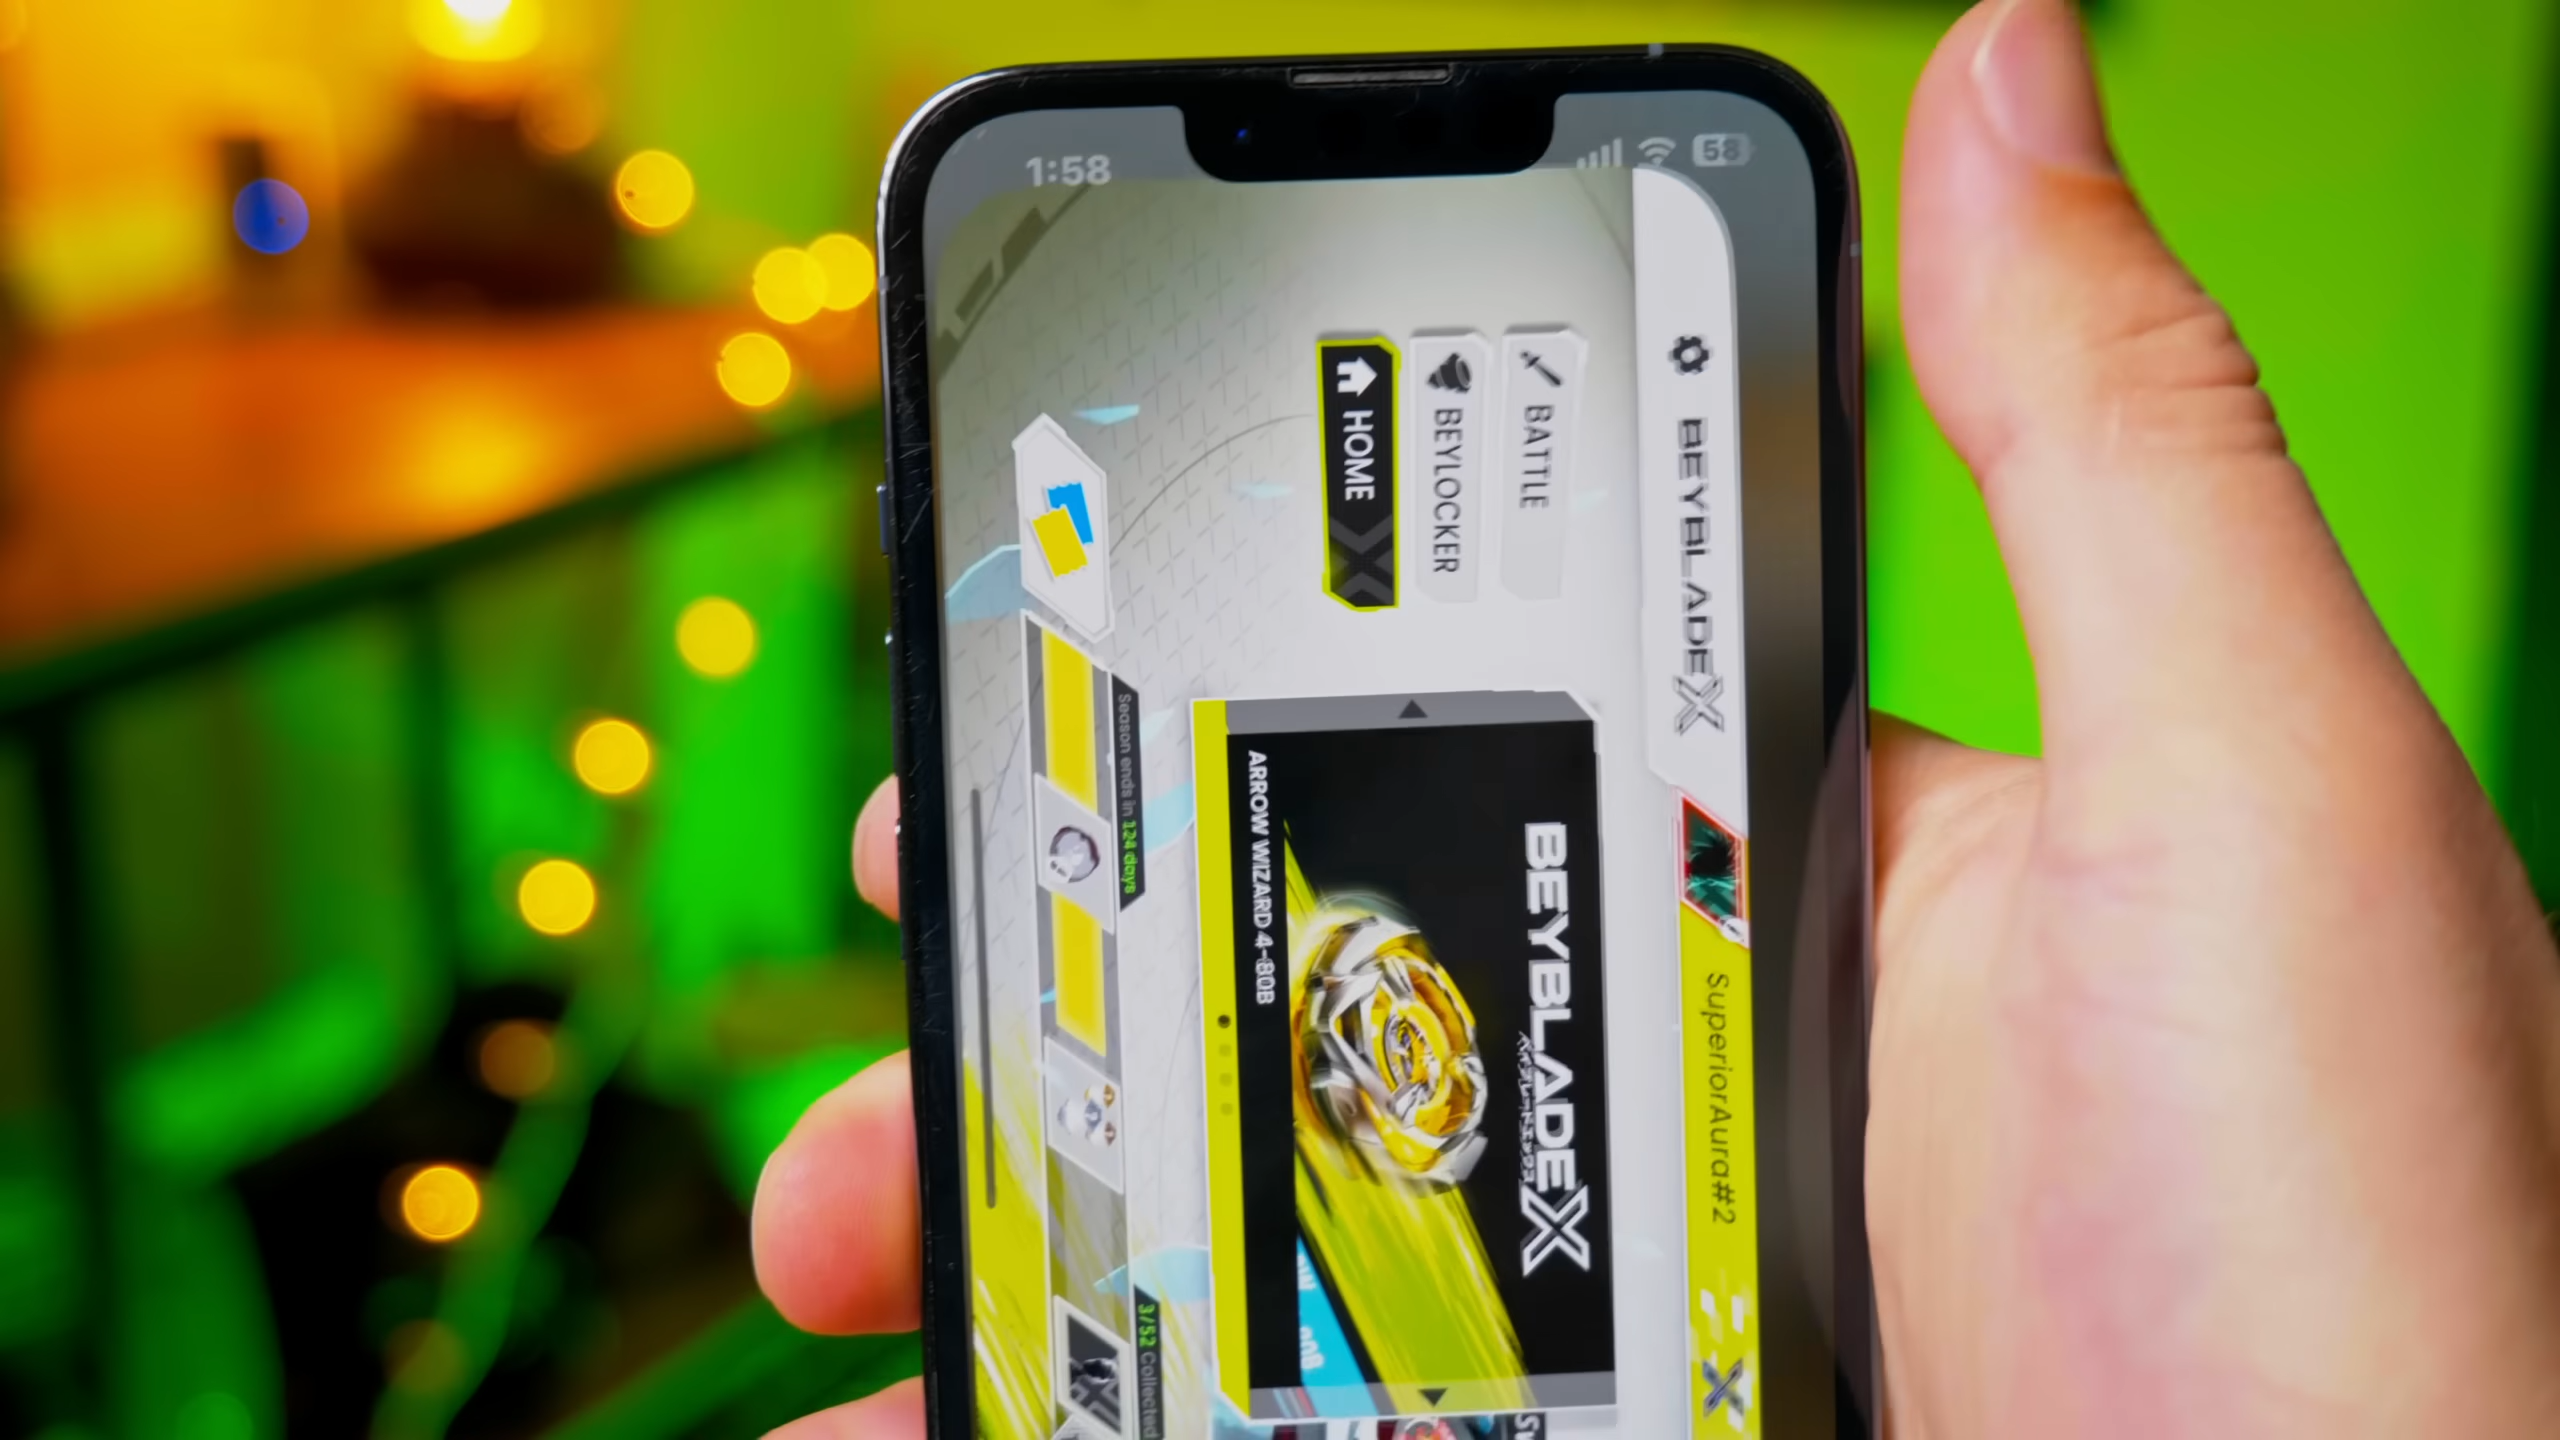 1:58
58
BEYBLADE X
SuperiorAura#2
BATTLE
BEYLOCKER
HOME
BEYBLADE X
ARROW WIZARD 4-80B
Season ends in 124 days
3/52 Collected